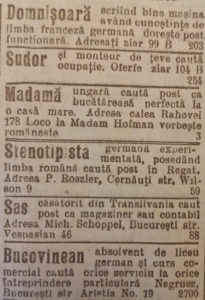 Domnișoară scriind bine mașina
având cunoștințe de
limba franceză germană dorește post
funcționară. Adresați ziar 99 B 203
Sudor și monteur de țeve caută
ocupație. Oferte ziar 104 B
254
Madamă ungară caută post ca
bucătăreasă perfectă la
o casă mare. Adresa calea Rahovei
178 Loco la Madam Hofman vorbește
românește 3
Stenotipista germană experi-
mentată, posedând
limba română caută post în Regat.
Adresa P. Roszler, Cernăuți str. Wil-
son 9 59
Sas căsătorit din Transilvania caut
post ca magaziner sau contabil
Adresa Mich. Schoppel, București str.
Vespasian 46 88
Bucovinean absolvent de liceu
german și curs co-
mercial caută orice serviciu la orice
întreprindere particulară Negrusz,
București str Aristia No. 19 2700